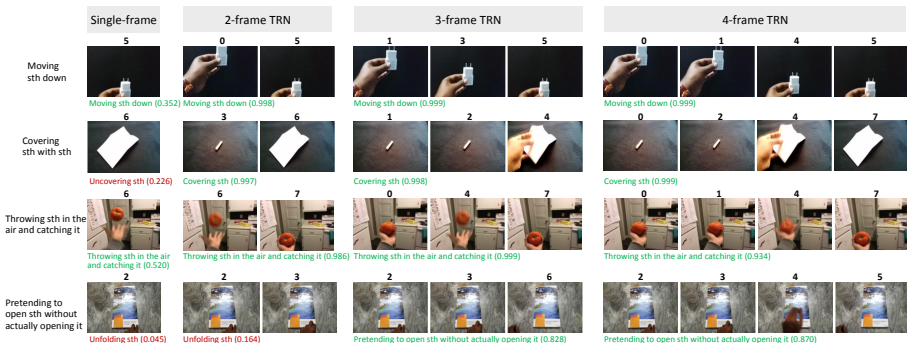 Single-frame 2-frame TRN 3-frame TRN 4-frame TRN
5 0 5 1 3 5 0 1 4 5
Moving
sth down
Moving sth down (0.352) Moving sth down (0.998) Moving sth down (0.999) Moving sth down (0.999)
6 3 6 1 2 4 0 2 4 7
Covering
sth with sth
Uncovering sth (0.226) Covering sth (0.997) Covering sth (0.998) Covering sth (0.999)
6 6 7 0 4 7 0 1 4 7
Throwing sth in the
air and catching it
Throwing sth in the air
and catching it (0.520)
Throwing sth in the air and catching it (0.986) Throwing sth in the air and catching it (0.999) Throwing sth in the air and catching it (0.934)
2 2 3 2 3 6 2 3 4 5
Pretending to
open sth without
actually opening it
Unfolding sth (0.045) Unfolding sth (0.164) Pretending to open sth without actually opening it (0.828) Pretending to open sth without actually opening it (0.870)